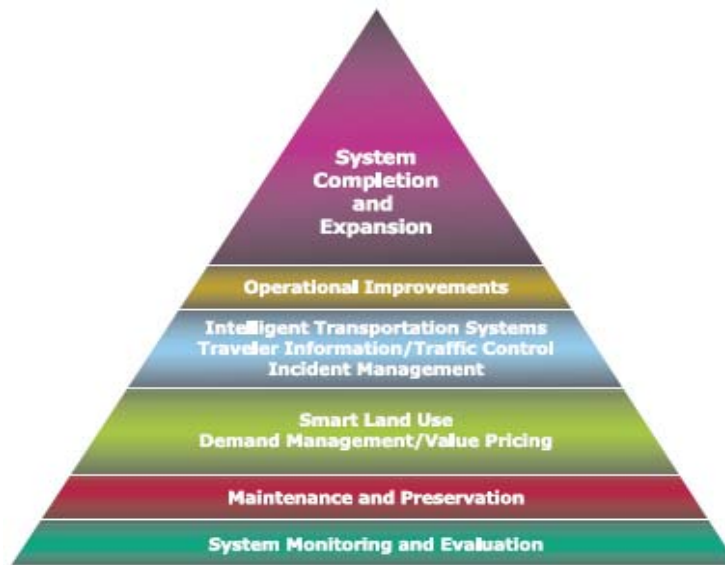 System
Completion
and
Expansion
Operational Improvements
Intelligent Transportation Systems
Traveler Information/Traffic Control
Incident Management
Smart Land Use
Demand Management/Value Pricing
Maintenance and Preservation
System Monitoring and Evaluation